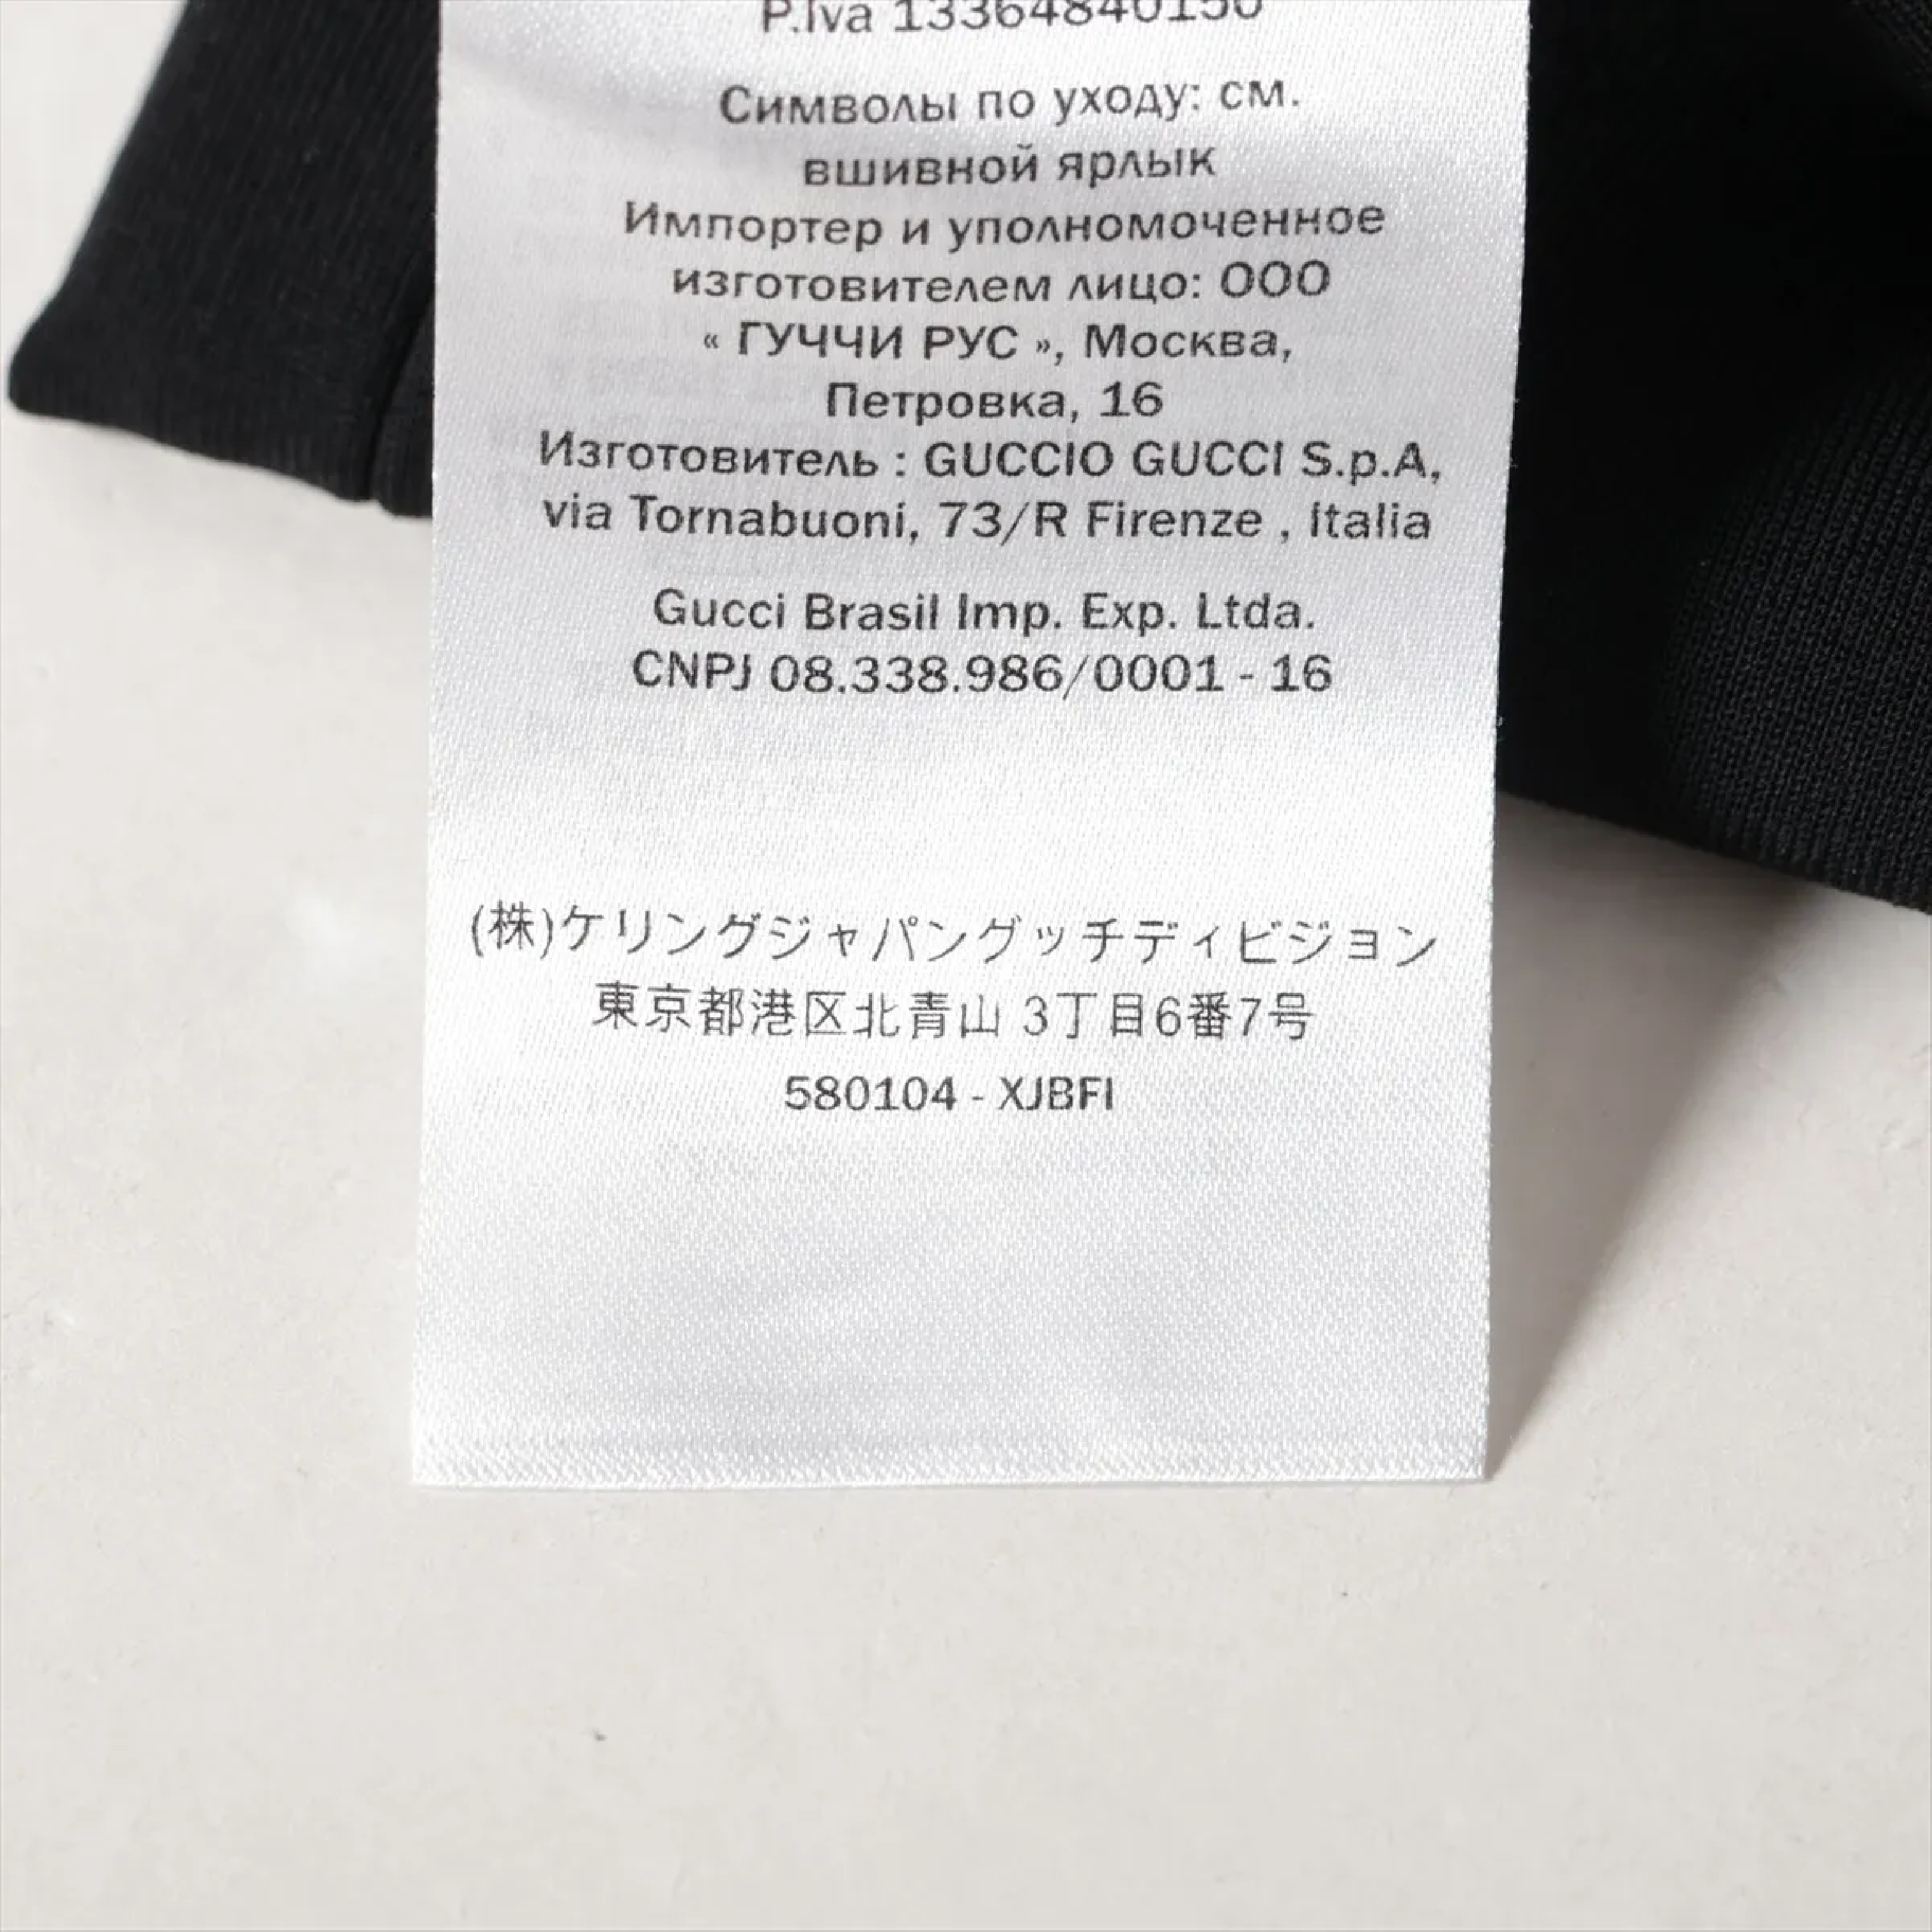 P.Iva 13364840150
Символы по уходу: см.
вшивной ярлык
Импортер и уполномоченное
изготовителем лицо: ООО
« ГУЧЧИ РУС », Москва,
Петровка, 16
Изготовитель : GUCCIO GUCCI S.p.A,
via Tornabuoni, 73/R Firenze , Italia
Gucci Brasil Imp. Exp. Ltda.
CNPJ 08.338.986/0001 - 16
(株)ケリングジャパングッチディビジョン
東京都港区北青山 3丁目6番7号
580104 - XJBFI